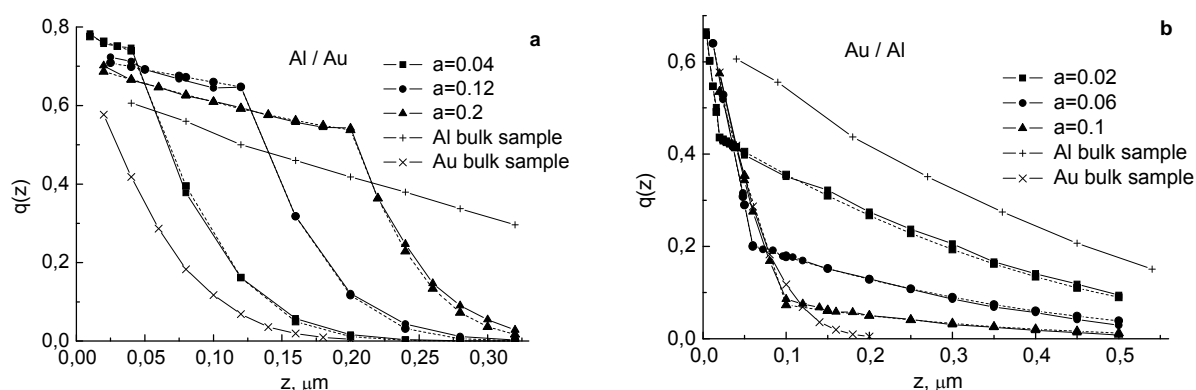 a
Al / Au
a=0.04
a=0.12
a=0.2
Al bulk sample
Au bulk sample
q(z)
0,8
0,6
0,4
0,2
0,0
0,00 0,05 0,10 0,15 0,20 0,25 0,30
z, μm
b
Au / Al
a=0.02
a=0.06
a=0.1
Al bulk sample
Au bulk sample
q(z)
0,6
0,4
0,2
0,0
0,0 0,1 0,2 0,3 0,4 0,5
z, μm